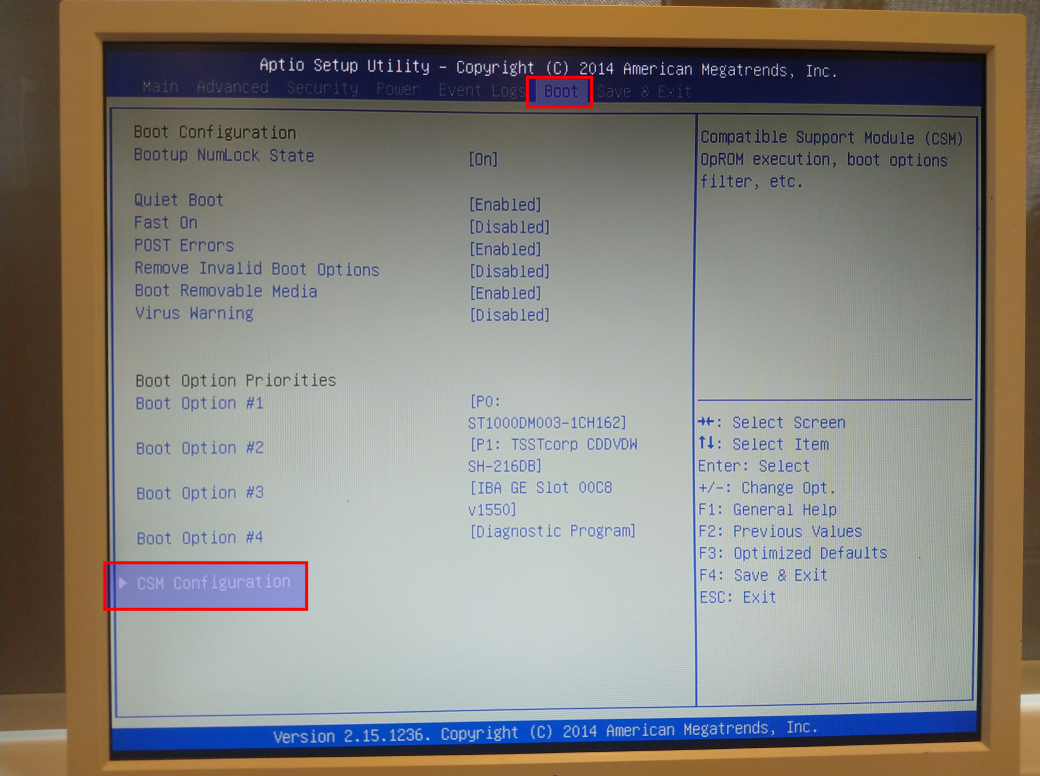 Aptio Setup Utility - Copyright (C) 2014 American Megatrends, Inc.
Main Advanced Security Power Event Logs Boot Save & Exit
Boot Configuration
Bootup NumLock State [On]
Quiet Boot [Enabled]
Fast On [Disabled]
POST Errors [Enabled]
Remove Invalid Boot Options [Disabled]
Boot Removable Media [Enabled]
Virus Warning [Disabled]
Boot Option Priorities
Boot Option #1 [P0:
ST1000DM003-1CH162]
Boot Option #2 [P1: TSSTcorp CDDVDW
SH-216DB]
Boot Option #3 [IBA GE Slot 00C8
v1550]
Boot Option #4 [Diagnostic Program]
CSM Configuration
Compatible Support Module (CSM)
OpROM execution, boot options
filter, etc.
→←: Select Screen
↑↓: Select Item
Enter: Select
+/-: Change Opt.
F1: General Help
F2: Previous Values
F3: Optimized Defaults
F4: Save & Exit
ESC: Exit
Version 2.15.1236. Copyright (C) 2014 American Megatrends, Inc.